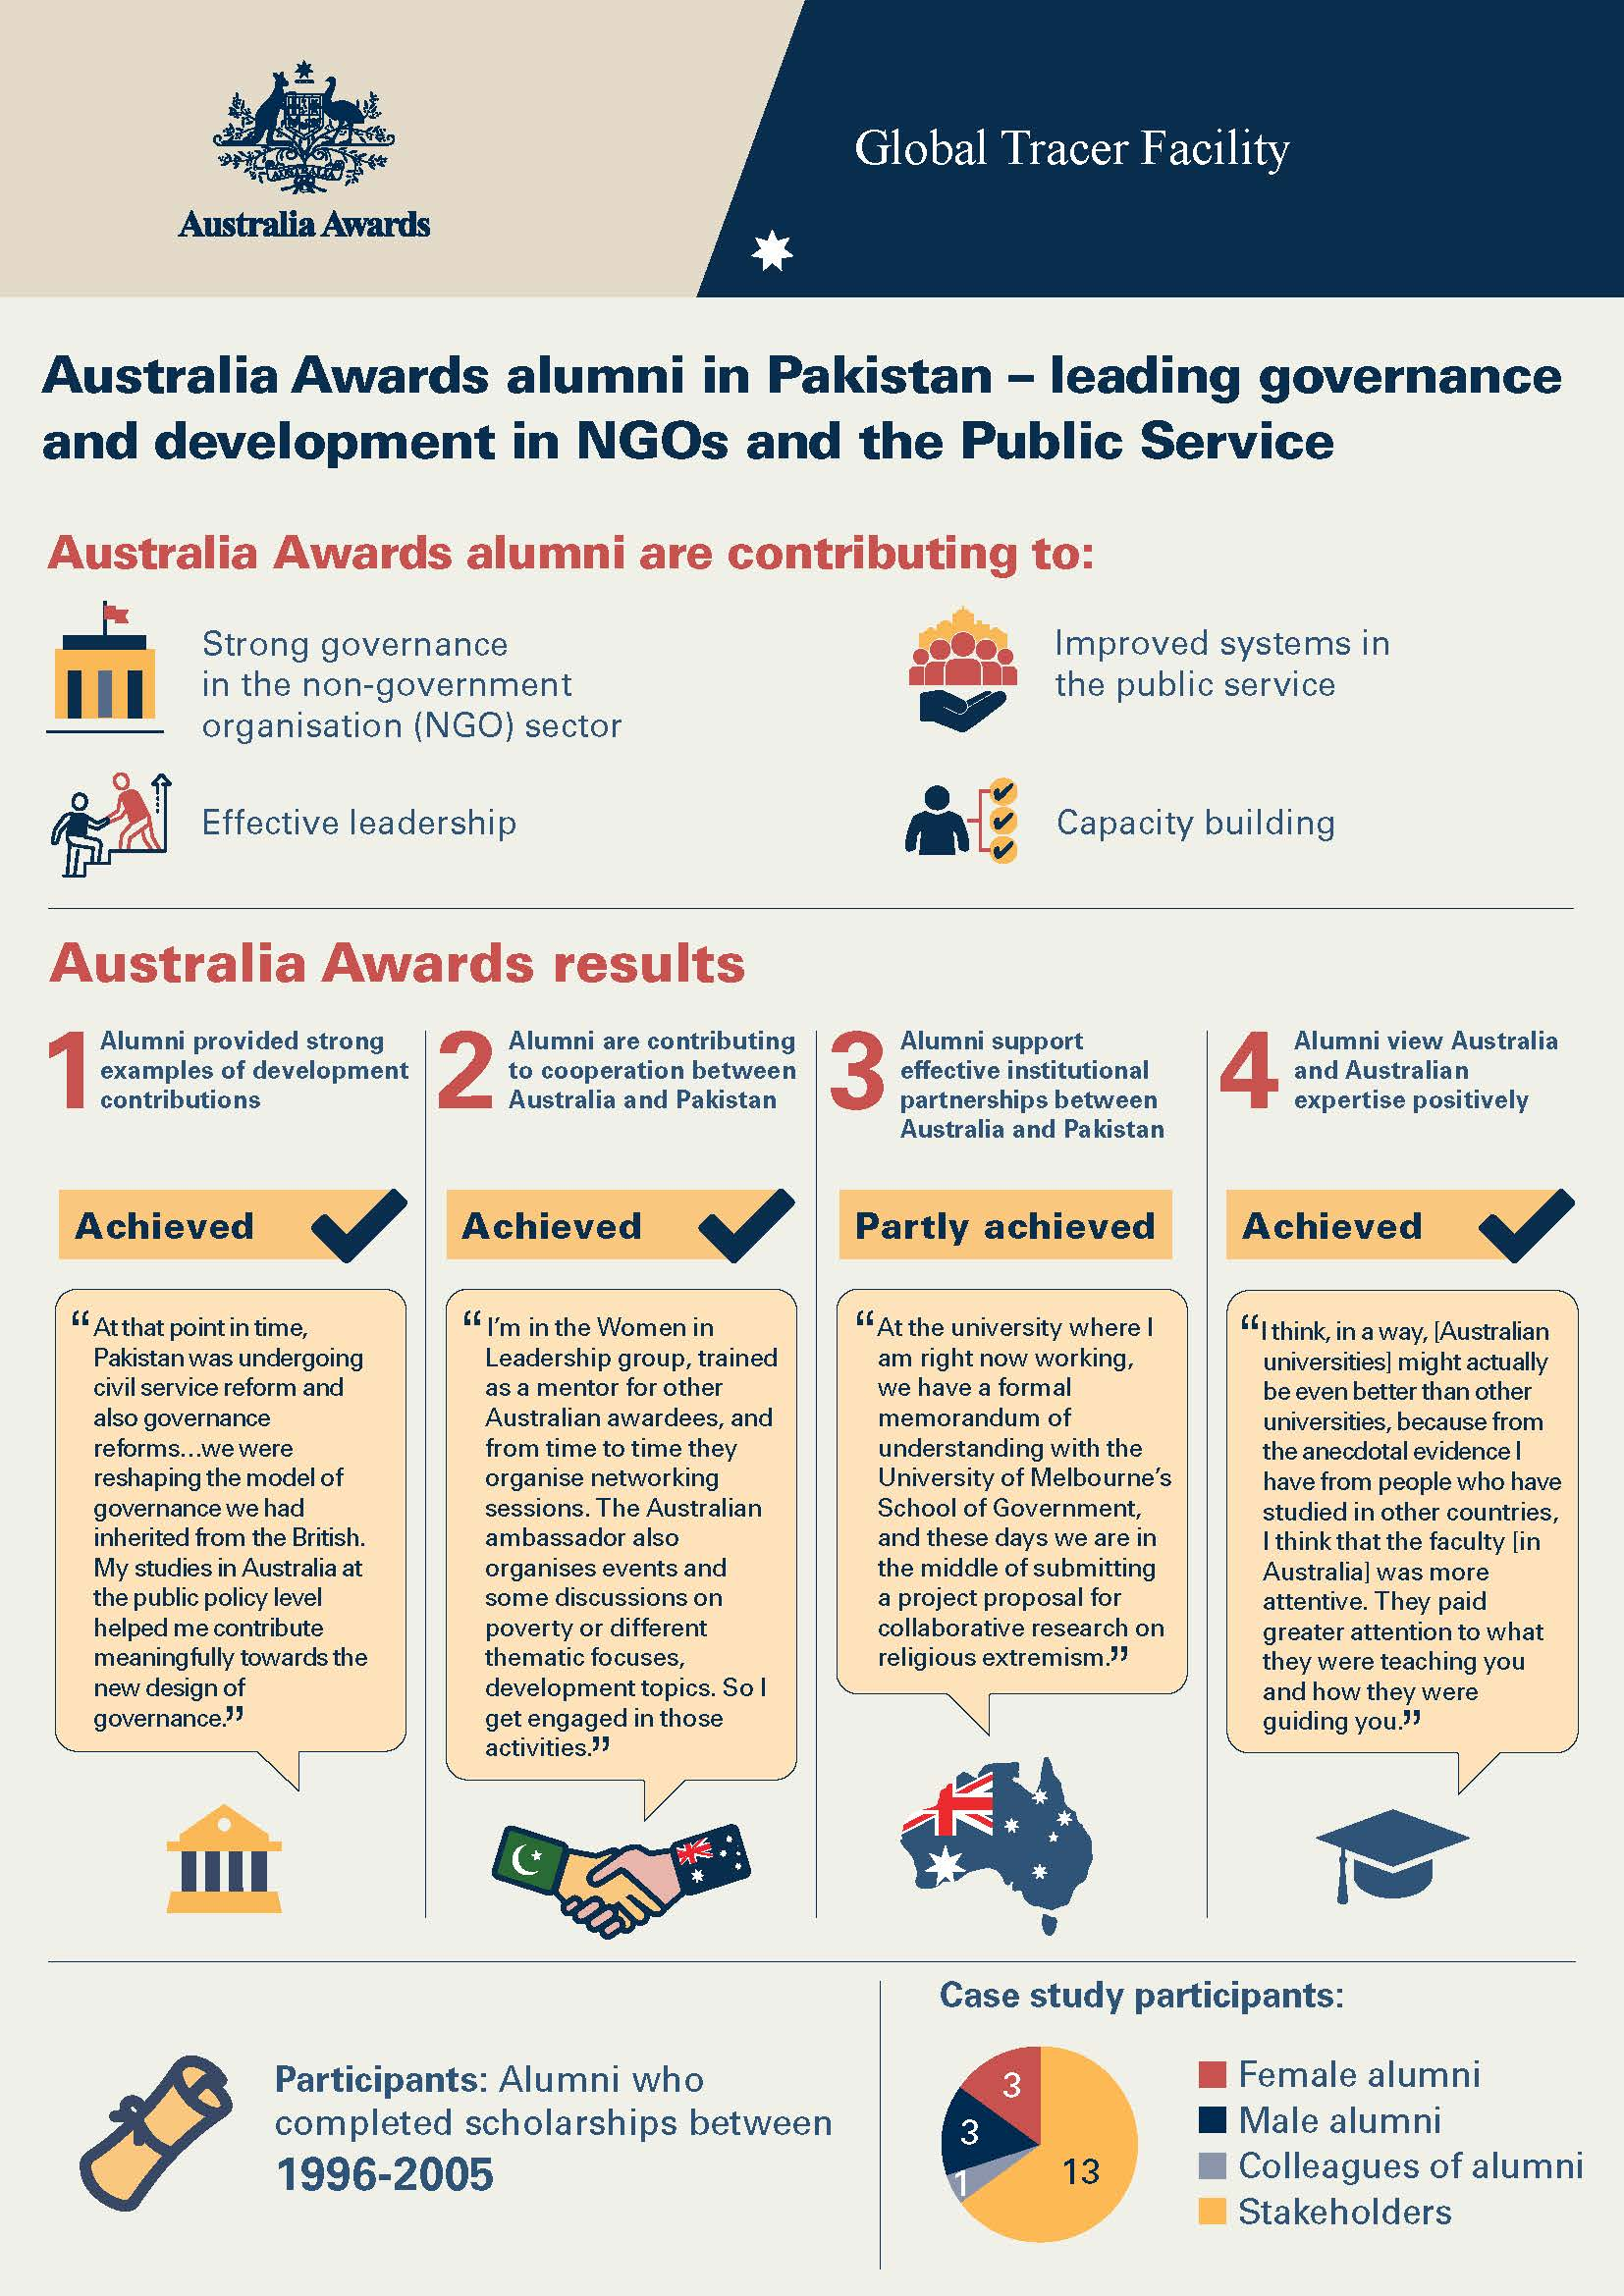 Australia Awards
Global Tracer Facility
Australia Awards alumni in Pakistan – leading governance
and development in NGOs and the Public Service
Australia Awards alumni are contributing to:
Strong governance
in the non-government
organisation (NGO) sector
Improved systems in
the public service
Effective leadership
Capacity building
Australia Awards results
1
Alumni provided strong
examples of development
contributions
Achieved
“At that point in time,
Pakistan was undergoing
civil service reform and
also governance
reforms...we were
reshaping the model of
governance we had
inherited from the British.
My studies in Australia at
the public policy level
helped me contribute
meaningfully towards the
new design of
governance.”
2
Alumni are contributing
to cooperation between
Australia and Pakistan
Achieved
“I’m in the Women in
Leadership group, trained
as a mentor for other
Australian awardees, and
from time to time they
organise networking
sessions. The Australian
ambassador also
organises events and
some discussions on
poverty or different
thematic focuses,
development topics. So I
get engaged in those
activities.”
3
Alumni support
effective institutional
partnerships between
Australia and Pakistan
Partly achieved
“At the university where I
am right now working,
we have a formal
memorandum of
understanding with the
University of Melbourne’s
School of Government,
and these days we are in
the middle of submitting
a project proposal for
collaborative research on
religious extremism.”
4
Alumni view Australia
and Australian
expertise positively
Achieved
“I think, in a way, [Australian
universities] might actually
be even better than other
universities, because from
the anecdotal evidence I
have from people who have
studied in other countries,
I think that the faculty [in
Australia] was more
attentive. They paid
greater attention to what
they were teaching you
and how they were
guiding you.”
Participants: Alumni who
completed scholarships between
1996-2005
Case study participants:
3
3
1
13
Female alumni
Male alumni
Colleagues of alumni
Stakeholders